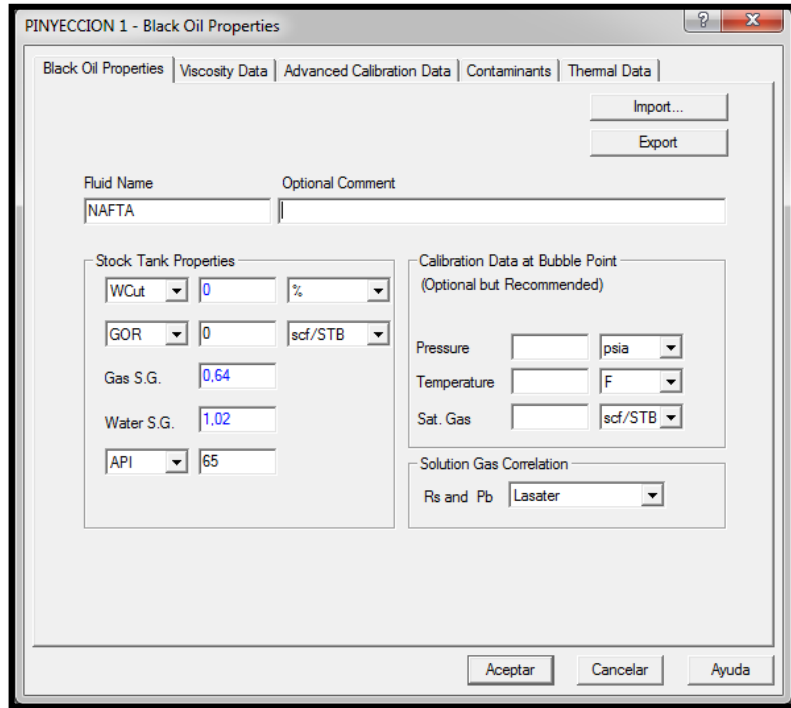 PINYECCION 1 - Black Oil Properties
Black Oil Properties Viscosity Data Advanced Calibration Data Contaminants Thermal Data
Import...
Export
Fluid Name Optional Comment
NAFTA
Stock Tank Properties
WCut 0 %
GOR 0 scf/STB
Gas S.G. 0,64
Water S.G. 1,02
API 65
Calibration Data at Bubble Point
(Optional but Recommended)
Pressure psia
Temperature F
Sat. Gas scf/STB
Solution Gas Correlation
Rs and Pb Lasater
Aceptar Cancelar Ayuda